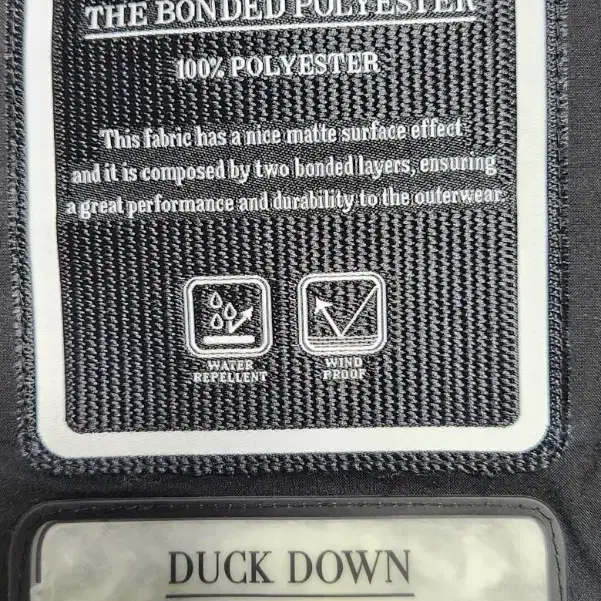 THE BONDED POLYESTER
100% POLYESTER
This fabric has a nice matte surface effect
and it is composed by two bonded layers, ensuring
a great performance and durability to the outerwear.
WATER
REPELLENT
WIND
PROOF
DUCK DOWN